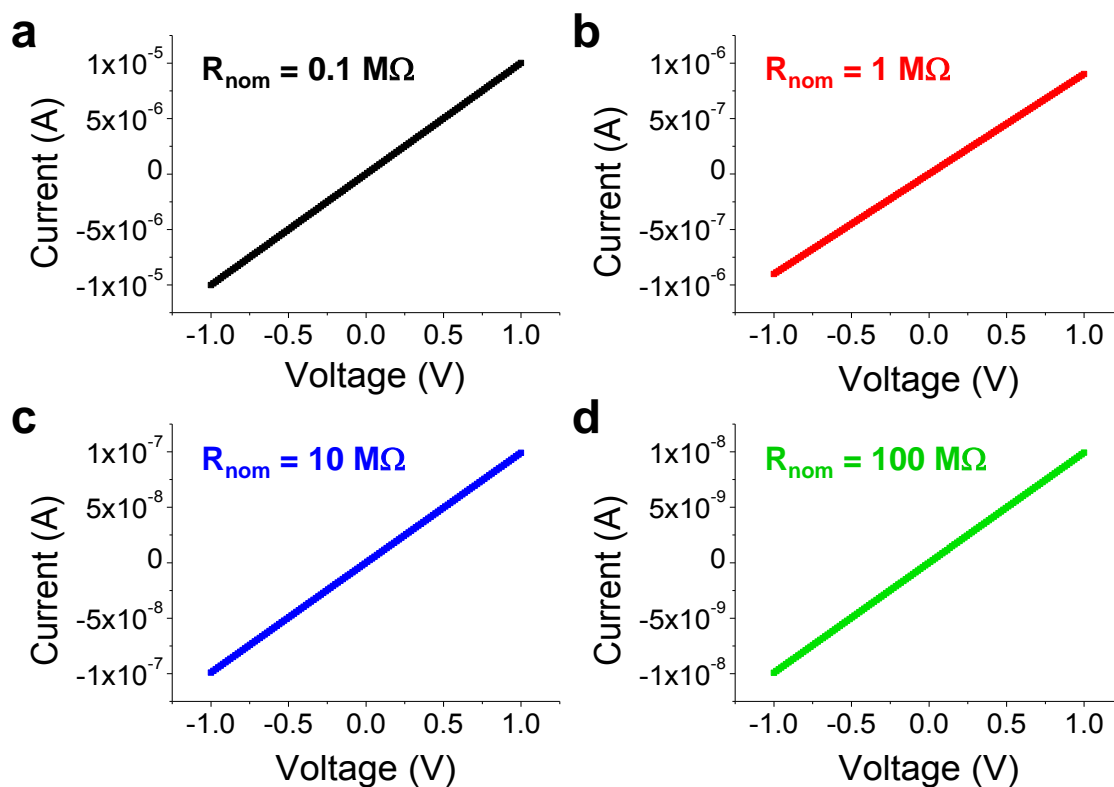 a
R_nom = 0.1 MΩ
Current (A)
1x10⁻⁵
5x10⁻⁶
0
-5x10⁻⁶
-1x10⁻⁵
-1.0 -0.5 0.0 0.5 1.0
Voltage (V)
b
R_nom = 1 MΩ
Current (A)
1x10⁻⁶
5x10⁻⁷
0
-5x10⁻⁷
-1x10⁻⁶
-1.0 -0.5 0.0 0.5 1.0
Voltage (V)
c
R_nom = 10 MΩ
Current (A)
1x10⁻⁷
5x10⁻⁸
0
-5x10⁻⁸
-1x10⁻⁷
-1.0 -0.5 0.0 0.5 1.0
Voltage (V)
d
R_nom = 100 MΩ
Current (A)
1x10⁻⁸
5x10⁻⁹
0
-5x10⁻⁹
-1x10⁻⁸
-1.0 -0.5 0.0 0.5 1.0
Voltage (V)